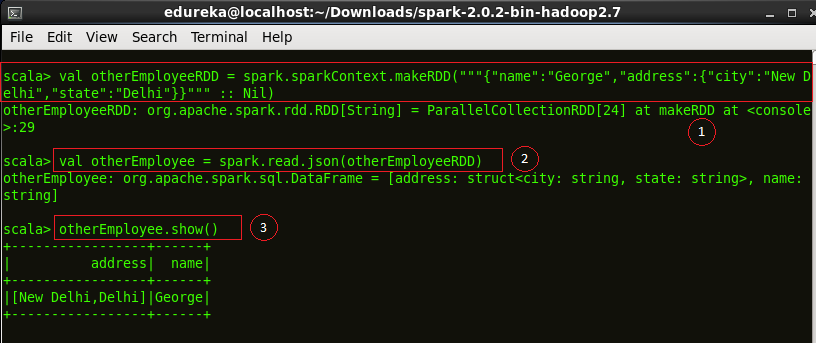 edureka@localhost:~/Downloads/spark-2.0.2-bin-hadoop2.7
File Edit View Search Terminal Help
scala> val otherEmployeeRDD = spark.sparkContext.makeRDD("""{"name":"George","address":{"city":"New D
elhi","state":"Delhi"}}""" :: Nil)
otherEmployeeRDD: org.apache.spark.rdd.RDD[String] = ParallelCollectionRDD[24] at makeRDD at <console
>:29
1
scala> val otherEmployee = spark.read.json(otherEmployeeRDD)
2
otherEmployee: org.apache.spark.sql.DataFrame = [address: struct<city: string, state: string>, name:
string]
scala> otherEmployee.show()
3
+----------------+------+
|         address|  name|
+----------------+------+
|[New Delhi,Delhi]|George|
+----------------+------+